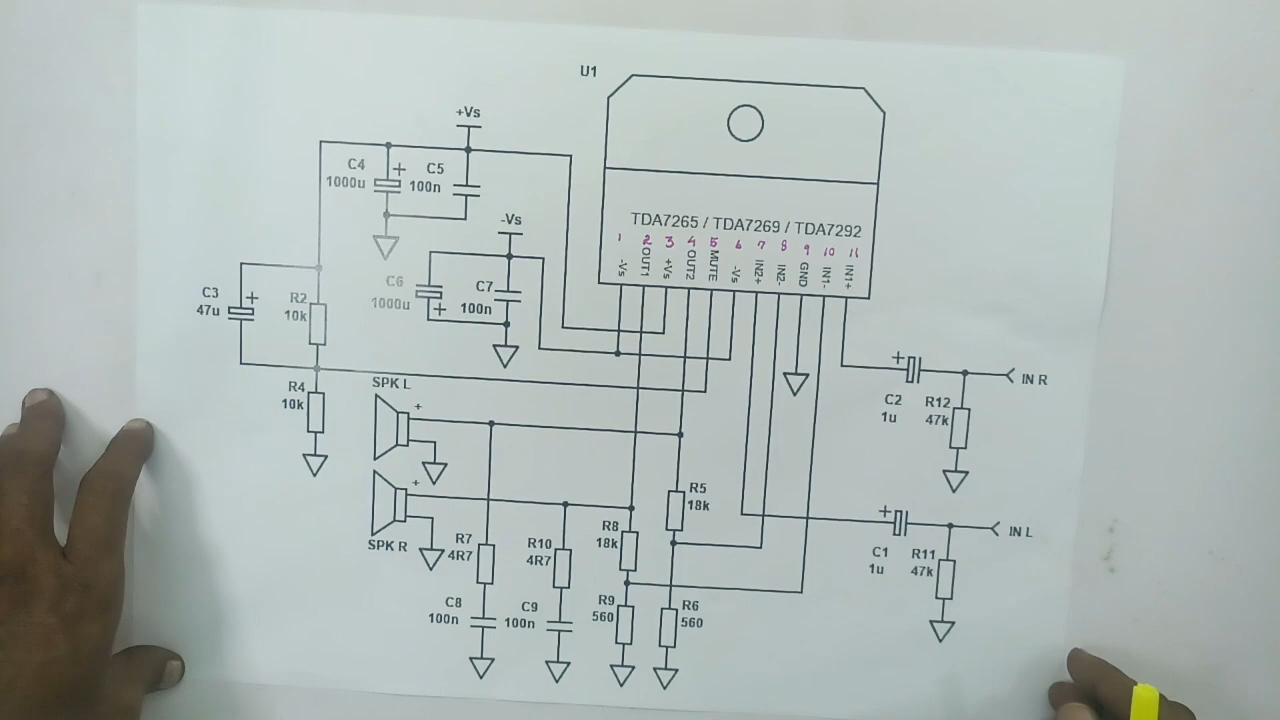 U1
+Vs
C4
1000u
+
C5
100n
-Vs
C6
1000u
+
C7
100n
C3
47u
+
R2
10k
R4
10k
TDA7265 / TDA7269 / TDA7292
1 2 3 4 5 6 7 8 9 10 11
-Vs OUT1 +Vs OUT2 MUTE -Vs IN2+ IN2- GND IN1- IN1+
SPK L
+
SPK R
+
R7
4R7
R10
4R7
C8
100n
C9
100n
R8
18k
R9
560
R5
18k
R6
560
+
C2
1u
R12
47k
IN R
+
C1
1u
R11
47k
IN L